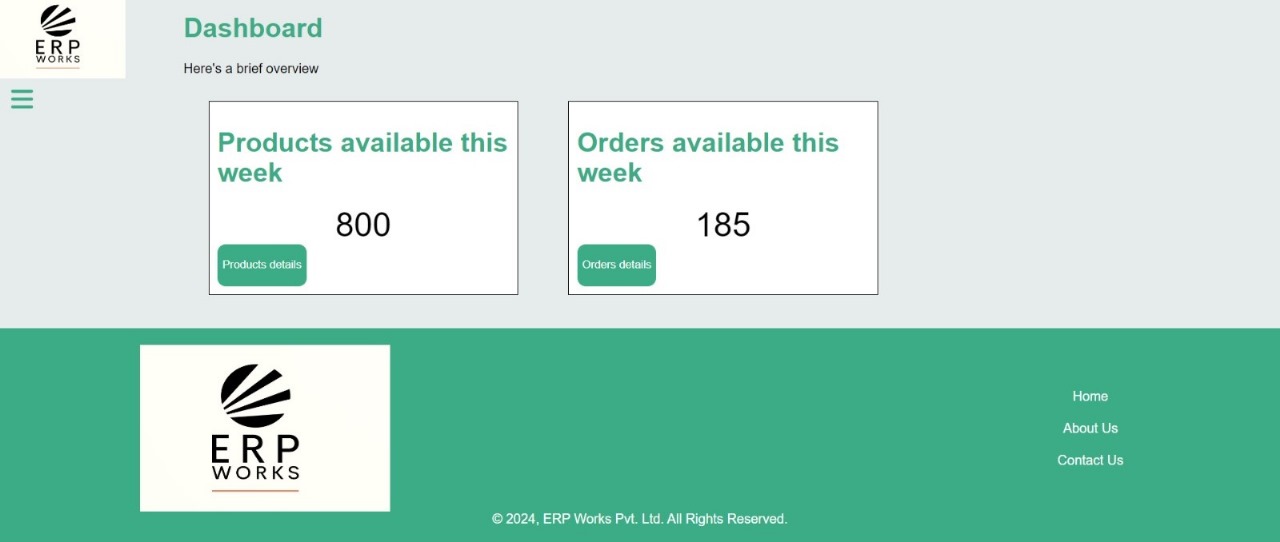 ERP
WORKS
Dashboard
Here's a brief overview
Products available this
week
800
Products details
Orders available this
week
185
Orders details
ERP
WORKS
Home
About Us
Contact Us
© 2024, ERP Works Pvt. Ltd. All Rights Reserved.